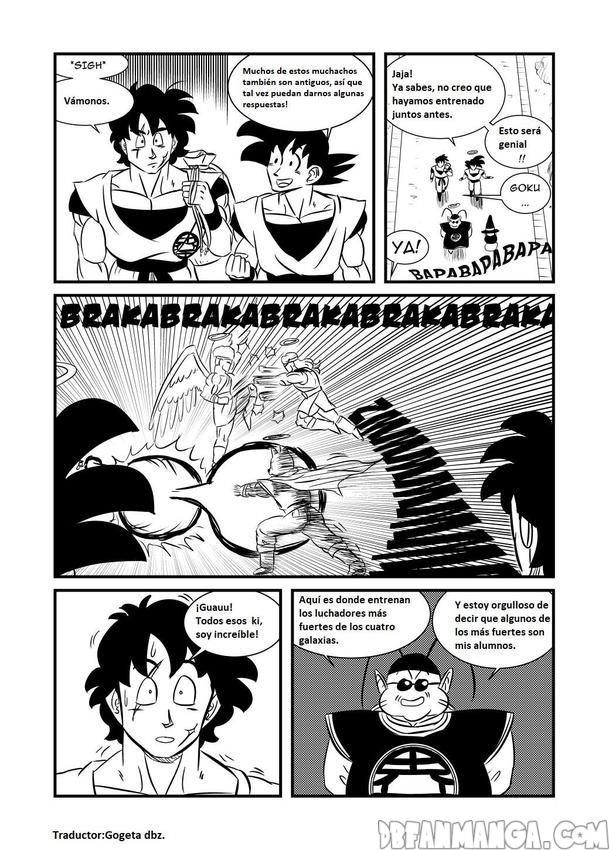 *SIGH*
Vámonos.
Muchos de estos muchachos
también son antiguos, así que
tal vez puedan darnos algunas
respuestas!
Jaja!
Ya sabes, no creo que
hayamos entrenado
juntos antes.
Esto será
genial
!!
GOKU
...
YA!
BAPABAPABAPA
BRAKABRAKABRAKABRAKABRAKA
¡Guauu!
Todos esos ki,
soy increíble!
Aquí es donde entrenan
los luchadores más
fuertes de los cuatro
galaxias.
Y estoy orgulloso de
decir que algunos de
los más fuertes son
mis alumnos.
Traductor:Gogeta dbz.
DBFANMANGA.COM